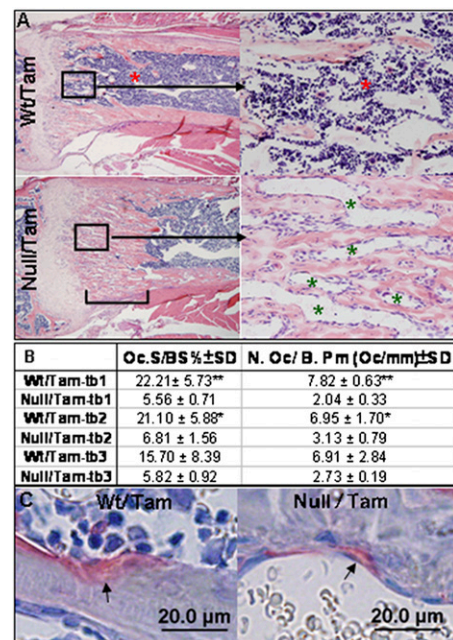 A
Wt/Tam
Null/Tam
B Oc.S/BS %±SD N. Oc/ B. Pm (Oc/mm)±SD
Wt/Tam-tb1 22.21± 5.73** 7.82 ± 0.63**
Null/Tam-tb1 5.56 ± 0.71 2.04 ± 0.33
Wt/Tam-tb2 21.10 ± 5.88* 6.95 ± 1.70*
Null/Tam-tb2 6.81 ± 1.56 3.13 ± 0.79
Wt/Tam-tb3 15.70 ± 8.39 6.91 ± 2.84
Null/Tam-tb3 5.82 ± 0.92 2.73 ± 0.19
C Wt/Tam Null / Tam
20.0 µm 20.0 µm